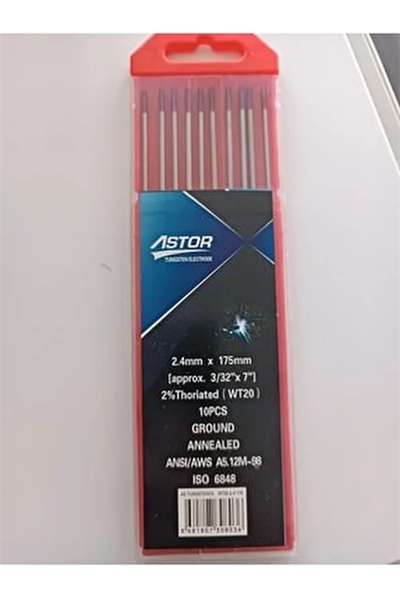 ASTOR
TUNGSTEN ELECTRODE
2.4mm x 175mm
[approx. 3/32"x 7"]
2%Thoriated ( WT20 )
10PCS
GROUND
ANNEALED
ANSI/AWS A5.12M-98
ISO 6848